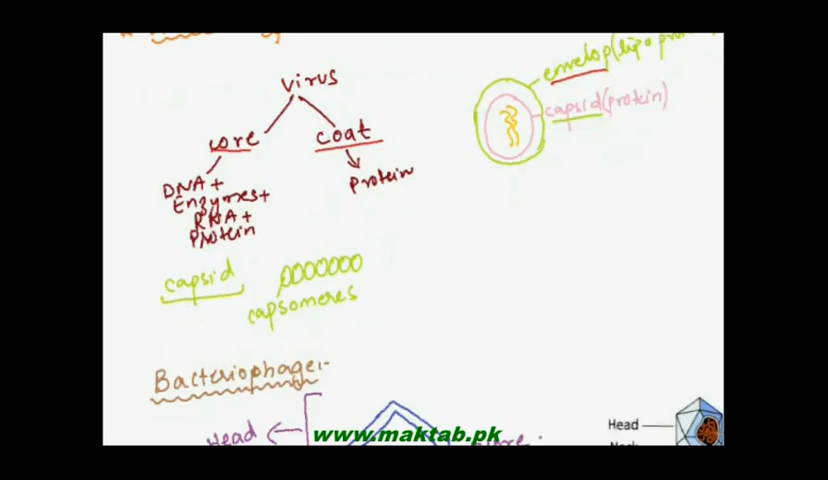 virus
envelop(lipo pro
core
coat
capsid(protein)
DNA+
Enzymes+
RNA+
Protein
Protein
capsid
capsomeres
Bacteriophage:-
Head
www.maktab.pk
Head